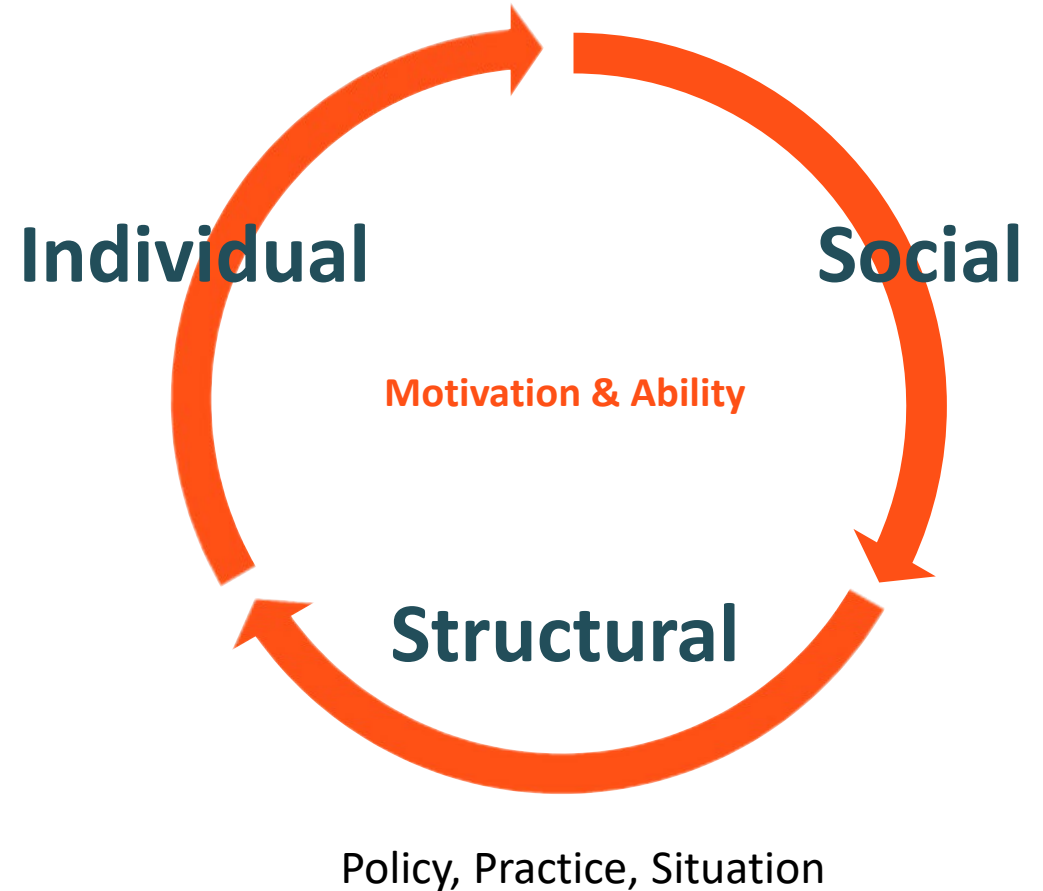 Individual
Social
Motivation & Ability
Structural
Policy, Practice, Situation